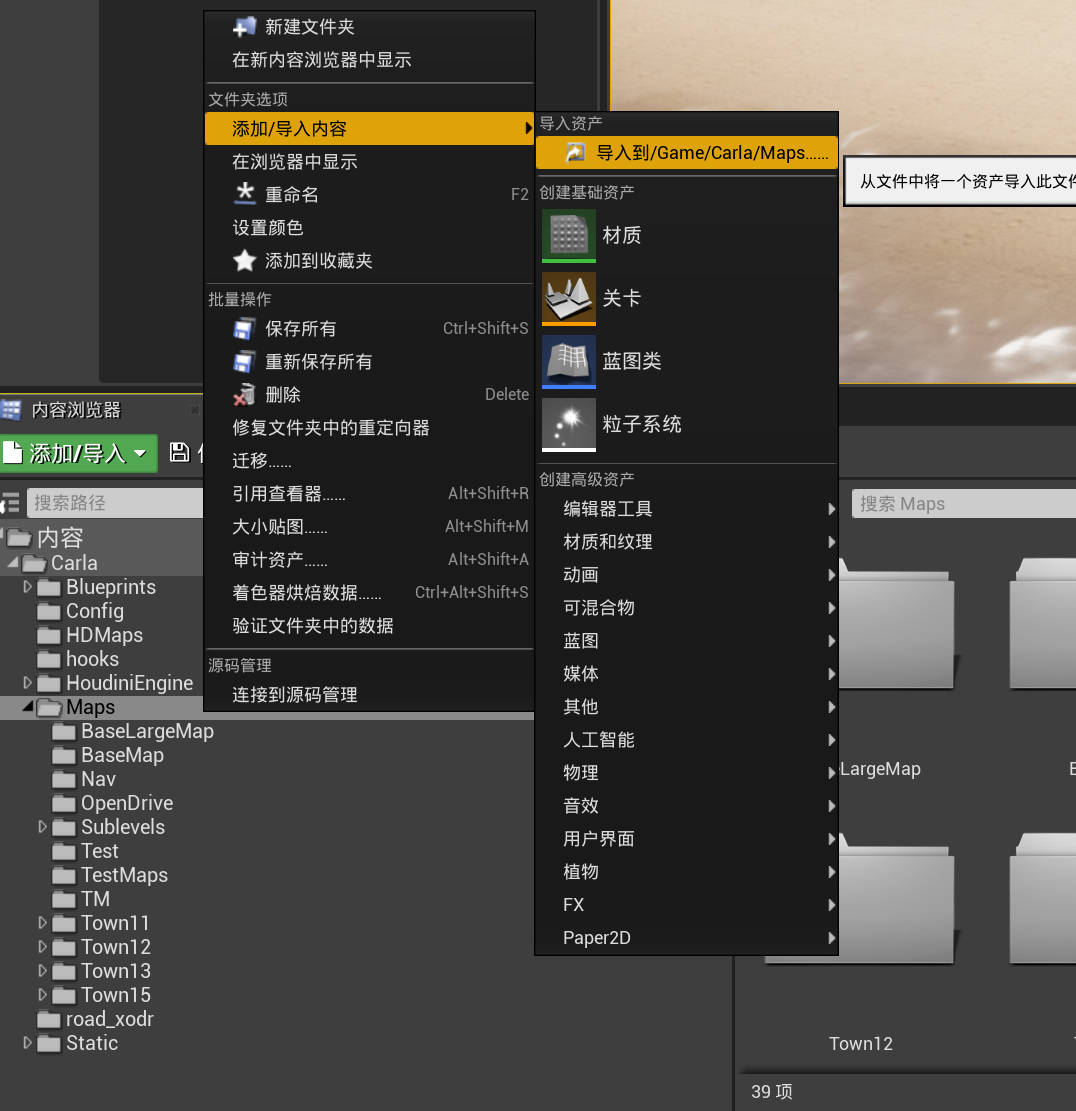 新建文件夹
在新内容浏览器中显示
文件夹选项
添加/导入内容
在浏览器中显示
重命名 F2
设置颜色
添加到收藏夹
批量操作
保存所有 Ctrl+Shift+S
重新保存所有
删除 Delete
修复文件夹中的重定向器
迁移......
引用查看器...... Alt+Shift+R
大小贴图...... Alt+Shift+M
审计资产...... Alt+Shift+A
着色器烘焙数据...... Ctrl+Alt+Shift+S
验证文件夹中的数据
源码管理
连接到源码管理
导入资产
导入到/Game/Carla/Maps......
创建基础资产
材质
关卡
蓝图类
粒子系统
创建高级资产
编辑器工具
材质和纹理
动画
可混合物
蓝图
媒体
其他
人工智能
物理
音效
用户界面
植物
FX
Paper2D
从文件中将一个资产导入此文件
内容浏览器
添加/导入
搜索路径
内容
Carla
Blueprints
Config
HDMaps
hooks
HoudiniEngine
Maps
BaseLargeMap
BaseMap
Nav
OpenDrive
Sublevels
Test
TestMaps
TM
Town11
Town12
Town13
Town15
road_xodr
Static
搜索 Maps
LargeMap
Town12
39 项